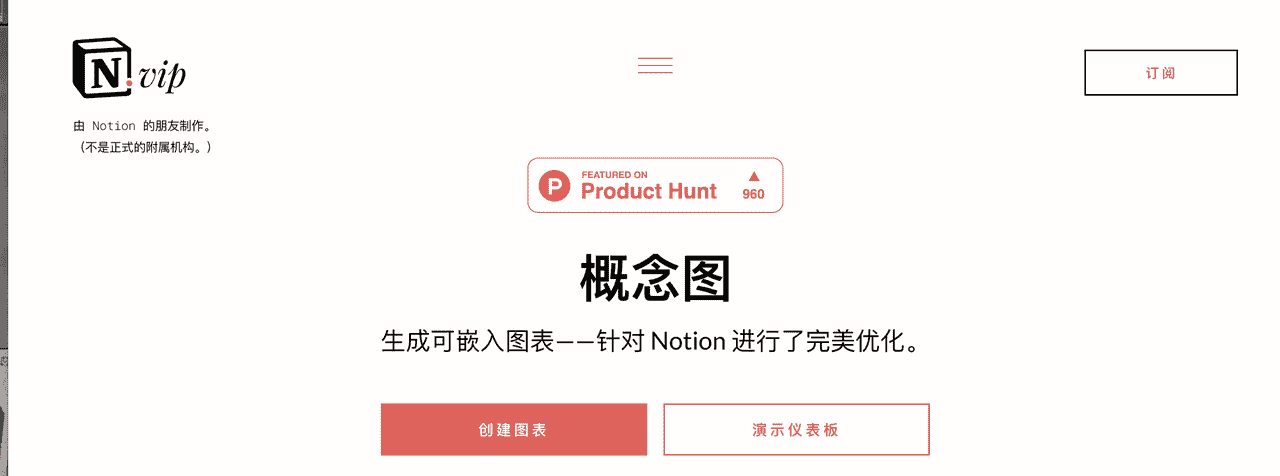 N.vip
订阅
由 Notion 的朋友制作。
（不是正式的附属机构。）
P
FEATURED ON
Product Hunt
▲
960
概念图
生成可嵌入图表——针对 Notion 进行了完美优化。
创建图表
演示仪表板